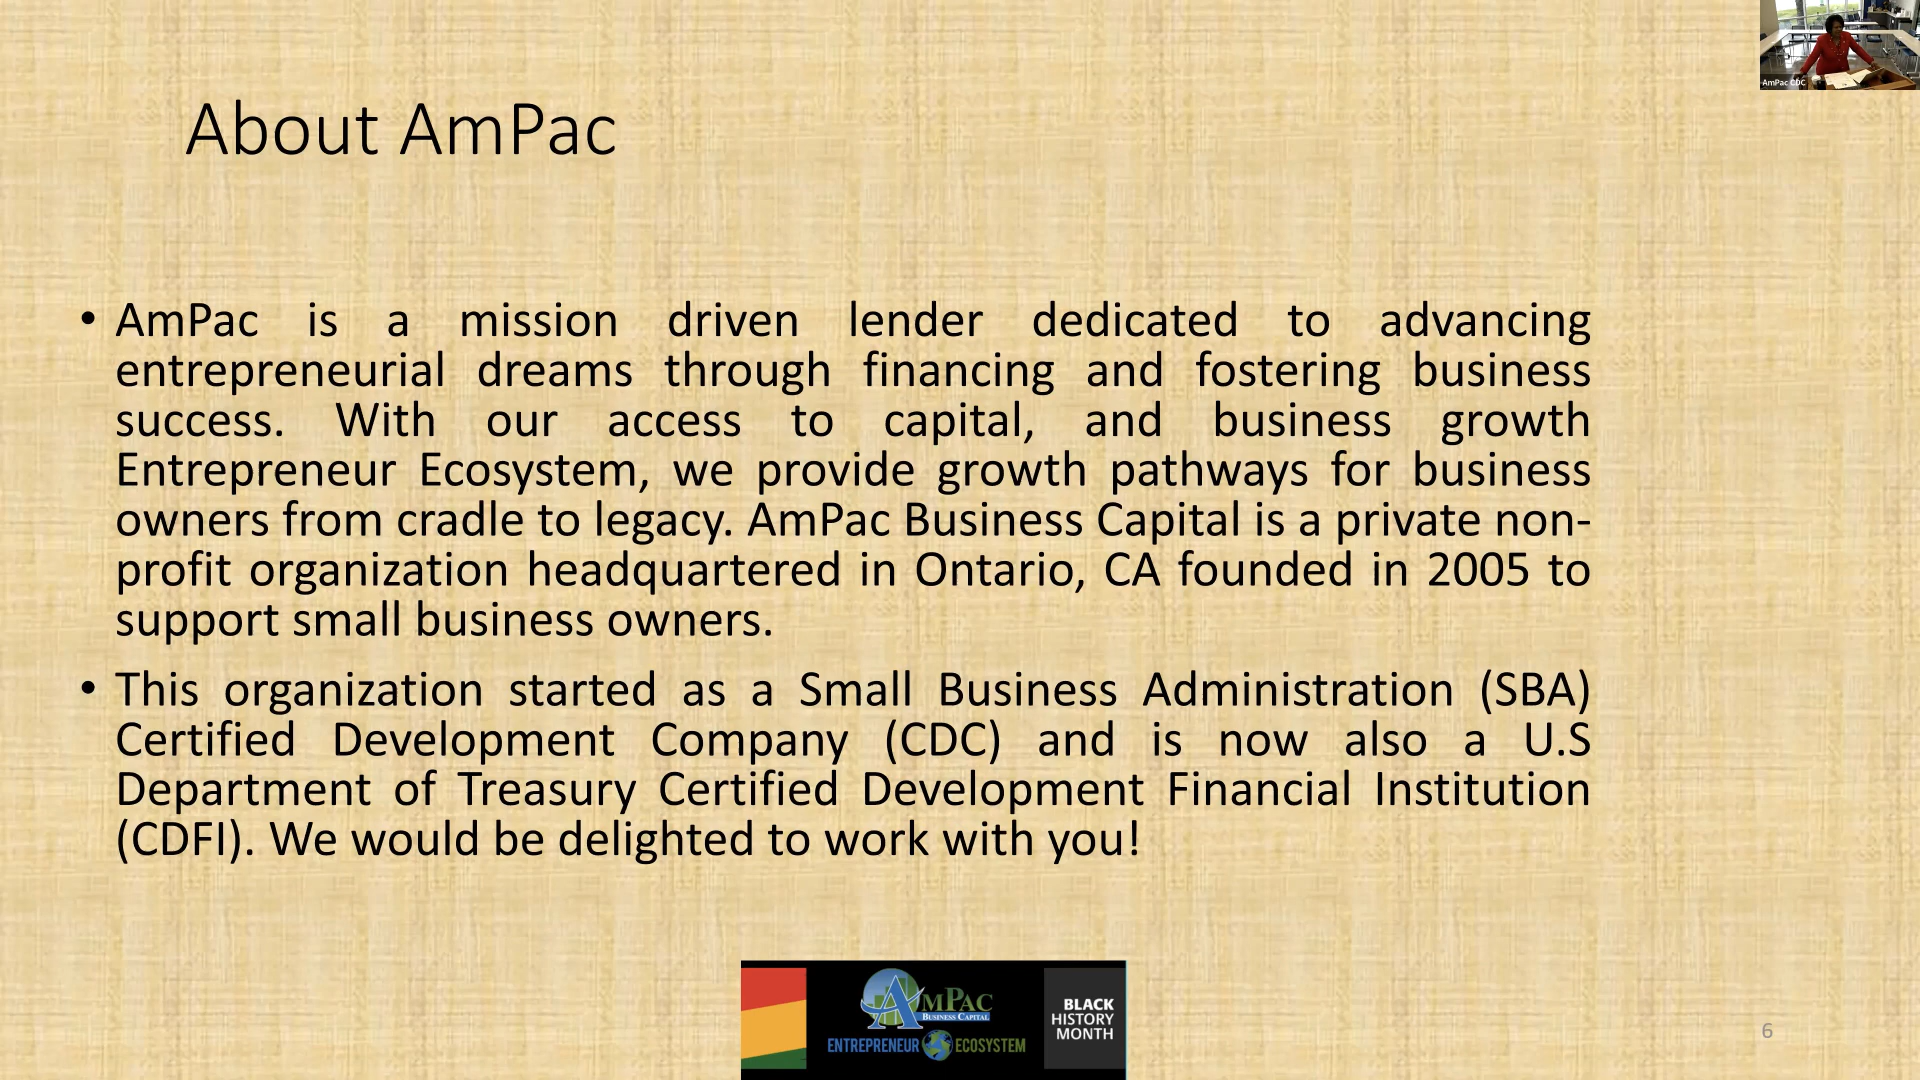 AmPac CDC
About AmPac
• AmPac is a mission driven lender dedicated to advancing
entrepreneurial dreams through financing and fostering business
success. With our access to capital, and business growth
Entrepreneur Ecosystem, we provide growth pathways for business
owners from cradle to legacy. AmPac Business Capital is a private non-
profit organization headquartered in Ontario, CA founded in 2005 to
support small business owners.
• This organization started as a Small Business Administration (SBA)
Certified Development Company (CDC) and is now also a U.S
Department of Treasury Certified Development Financial Institution
(CDFI). We would be delighted to work with you!
AMPAC
BUSINESS CAPITAL
ENTREPRENEUR ECOSYSTEM
BLACK
HISTORY
MONTH
6